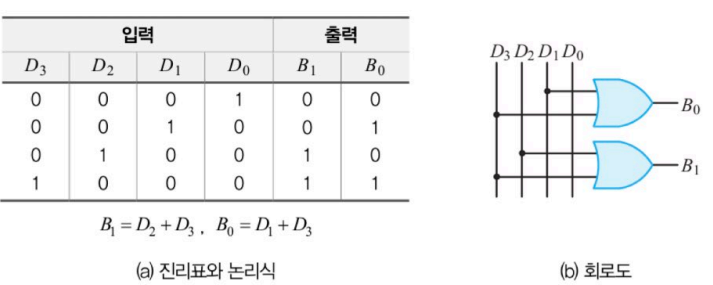 입력 출력
D₃ D₂ D₁ D₀ B₁ B₀
0 0 0 1 0 0
0 0 1 0 0 1
0 1 0 0 1 0
1 0 0 0 1 1
B₁ = D₂ + D₃ , B₀ = D₁ + D₃
(a) 진리표와 논리식
D₃ D₂ D₁ D₀
B₀
B₁
(b) 회로도